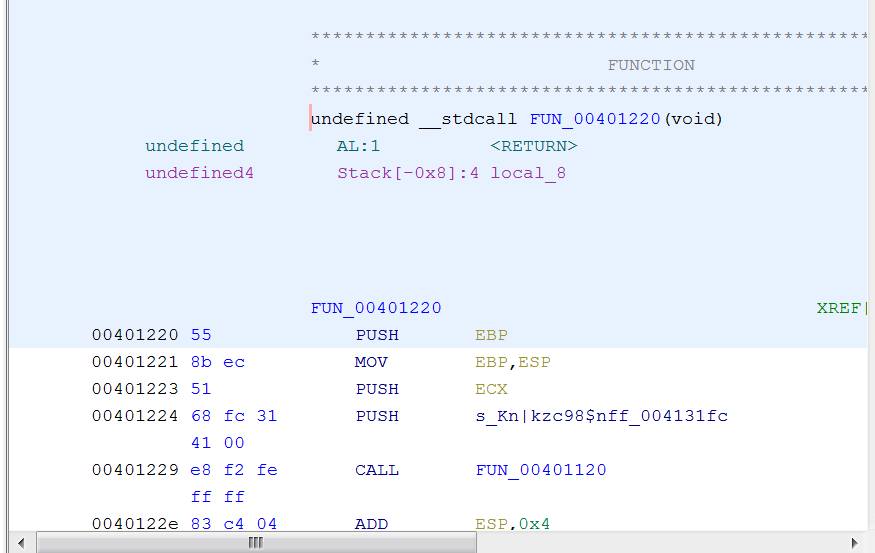 *****************************************************
* FUNCTION
*****************************************************
undefined __stdcall FUN_00401220(void)
undefined AL:1 <RETURN>
undefined4 Stack[-0x8]:4 local_8
FUN_00401220 XREF[
00401220 55 PUSH EBP
00401221 8b ec MOV EBP,ESP
00401223 51 PUSH ECX
00401224 68 fc 31 PUSH s_Kn|kzc98$nff_004131fc
41 00
00401229 e8 f2 fe CALL FUN_00401120
ff ff
0040122e 83 c4 04 ADD ESP,0x4